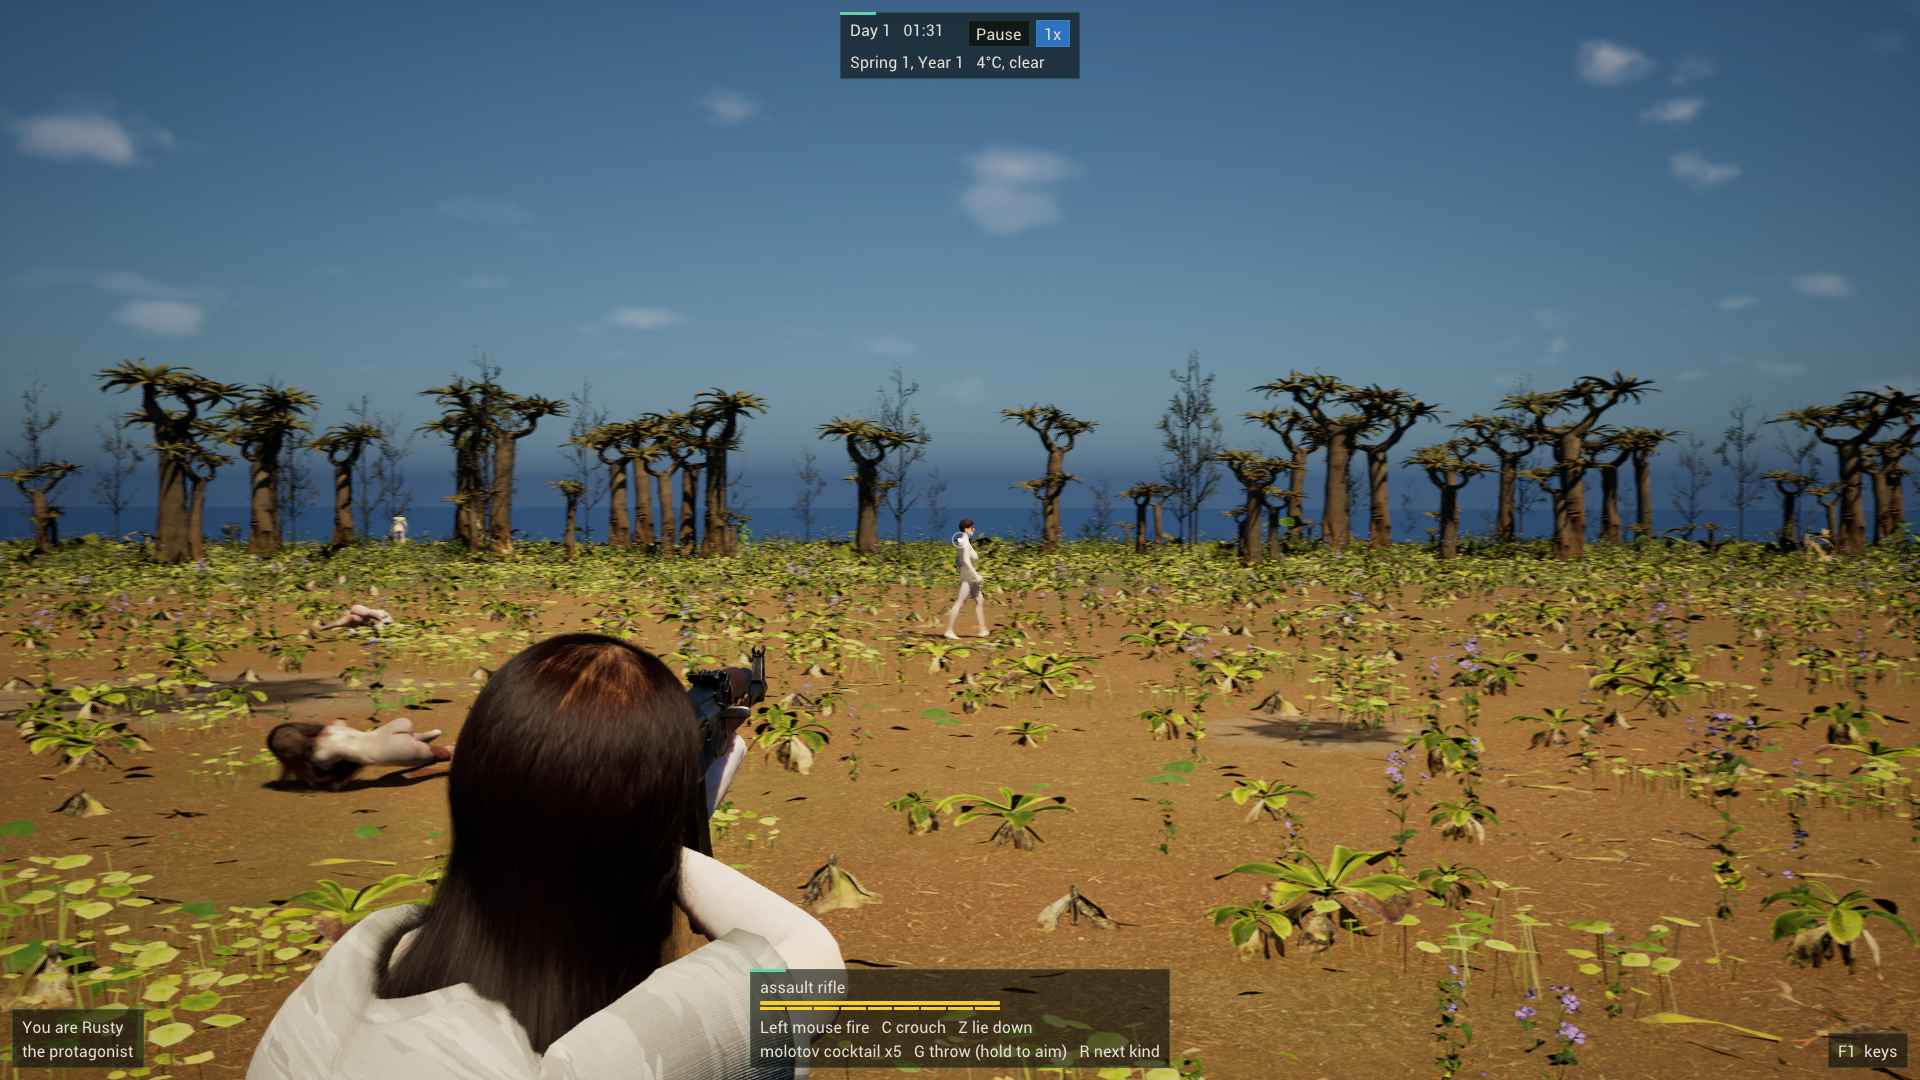 Day 1 01:31 Pause 1x
Spring 1, Year 1 4°C, clear
assault rifle
Left mouse fire C crouch Z lie down
molotov cocktail x5 G throw (hold to aim) R next kind
You are Rusty
the protagonist
F1 keys